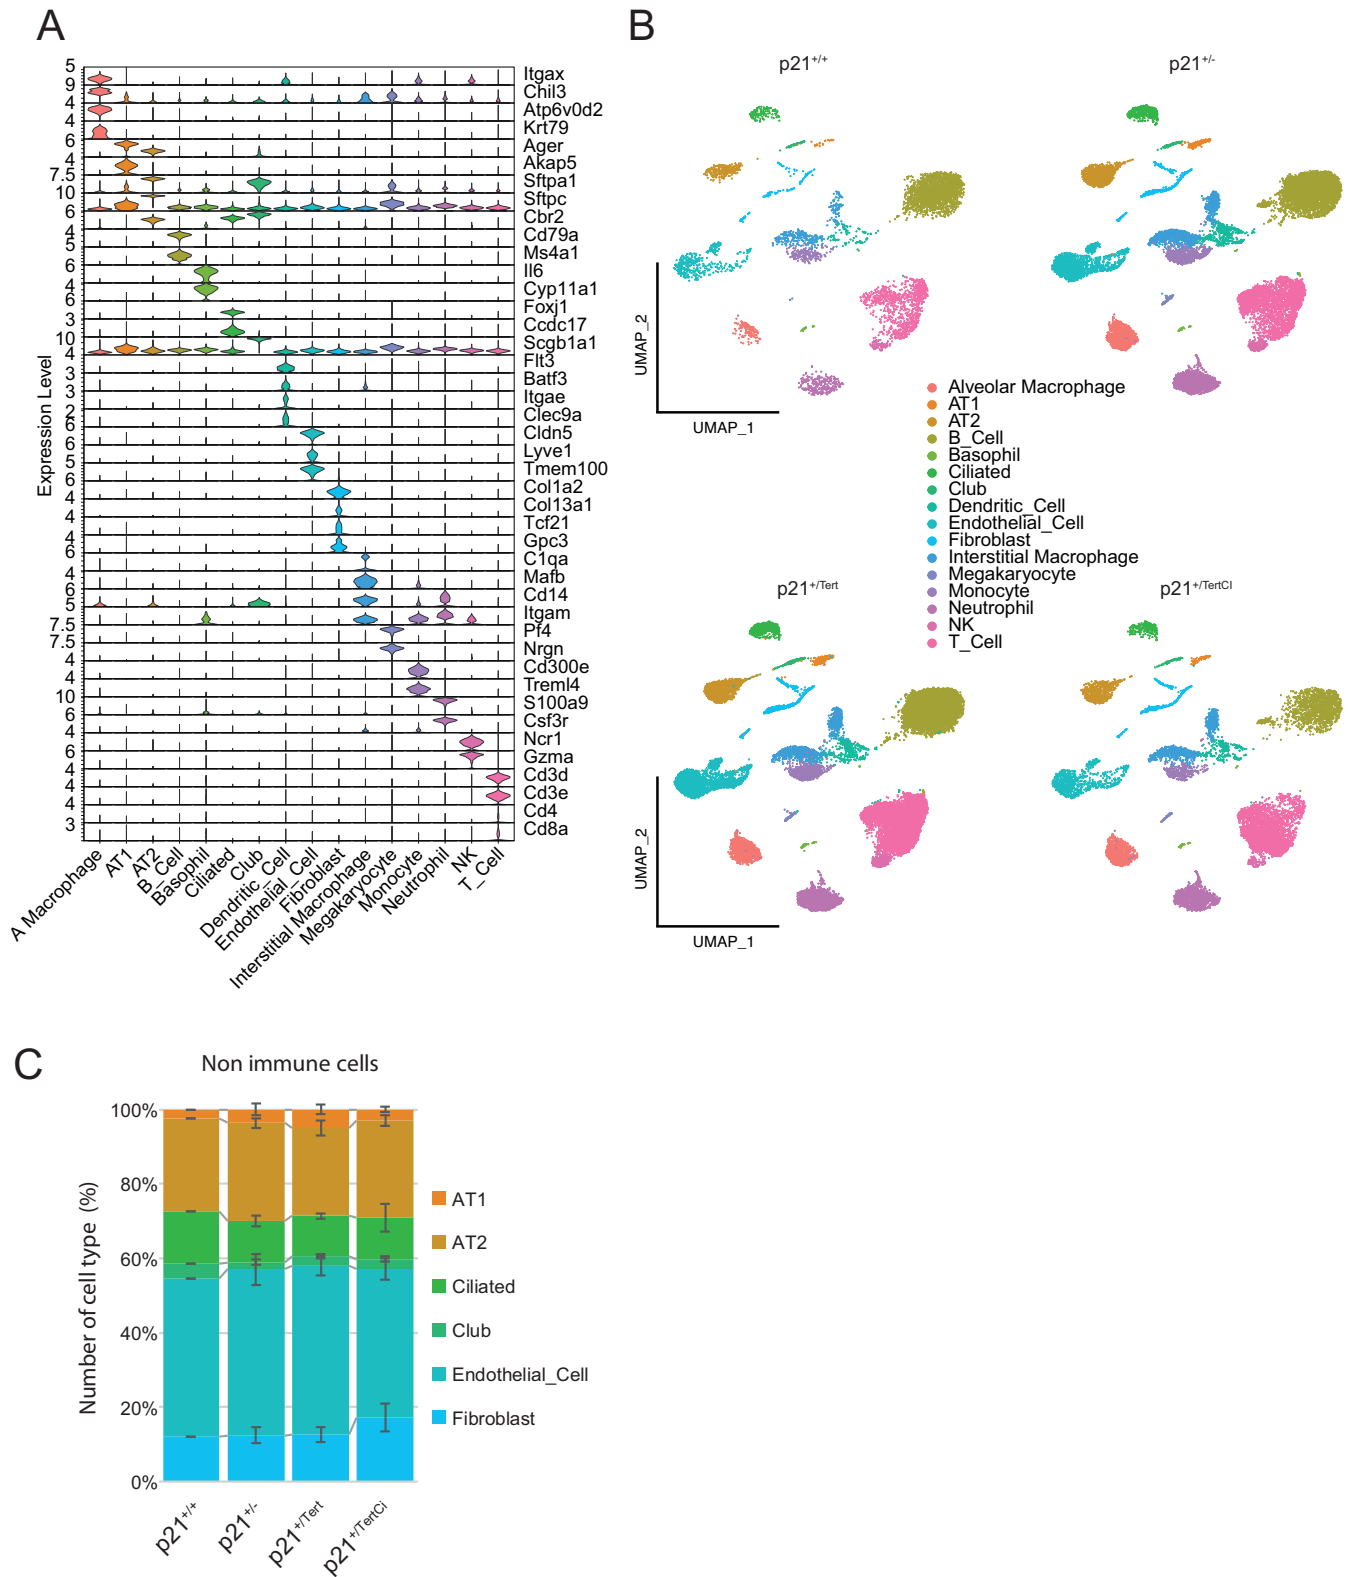 A
5
9
4
4
6
4
7.5
10
6
4
5
6
4
6
3
10
4
3
3
2
6
6
5
6
4
4
4
6
4
6
5
7.5
7.5
4
4
10
6
6
4
6
4
4
4
3
Expression Level
Itgax
Chil3
Atp6v0d2
Krt79
Ager
Akap5
Sftpa1
Sftpc
Cbr2
Cd79a
Ms4a1
Il6
Cyp11a1
Foxj1
Ccdc17
Scgb1a1
Flt3
Batf3
Itgae
Clec9a
Cldn5
Lyve1
Tmem100
Col1a2
Col13a1
Tcf21
Gpc3
C1qa
Mafb
Cd14
Itgam
Pf4
Nrgn
Cd300e
Treml4
S100a9
Csf3r
Ncr1
Gzma
Cd3d
Cd3e
Cd4
Cd8a
A Macrophage
AT1
AT2
B_Cell
Basophil
Ciliated
Club
Dendritic_Cell
Endothelial_Cell
Fibroblast
Interstitial Macrophage
Megakaryocyte
Monocyte
Neutrophil
NK
T_Cell
B
p21+/+
p21+/-
UMAP_2
UMAP_1
Alveolar Macrophage
AT1
AT2
B_Cell
Basophil
Ciliated
Club
Dendritic_Cell
Endothelial_Cell
Fibroblast
Interstitial Macrophage
Megakaryocyte
Monocyte
Neutrophil
NK
T_Cell
p21+/Tert
p21+/TertCI
UMAP_2
UMAP_1
C
Non immune cells
Number of cell type (%)
100%
80%
60%
40%
20%
0%
p21+/+
p21+/-
p21+/Tert
p21+/TertCi
AT1
AT2
Ciliated
Club
Endothelial_Cell
Fibroblast